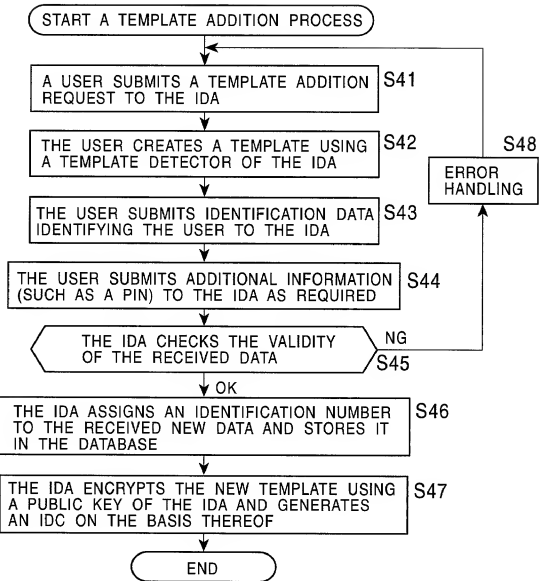 START A TEMPLATE ADDITION PROCESS
A USER SUBMITS A TEMPLATE ADDITION
REQUEST TO THE IDA
S41
THE USER CREATES A TEMPLATE USING
A TEMPLATE DETECTOR OF THE IDA
S42
S48
ERROR
HANDLING
THE USER SUBMITS IDENTIFICATION DATA
IDENTIFYING THE USER TO THE IDA
S43
THE USER SUBMITS ADDITIONAL INFORMATION
(SUCH AS A PIN) TO THE IDA AS REQUIRED
S44
THE IDA CHECKS THE VALIDITY
OF THE RECEIVED DATA
NG
S45
OK
THE IDA ASSIGNS AN IDENTIFICATION NUMBER
TO THE RECEIVED NEW DATA AND STORES IT
IN THE DATABASE
S46
THE IDA ENCRYPTS THE NEW TEMPLATE USING
A PUBLIC KEY OF THE IDA AND GENERATES
AN IDC ON THE BASIS THEREOF
S47
END